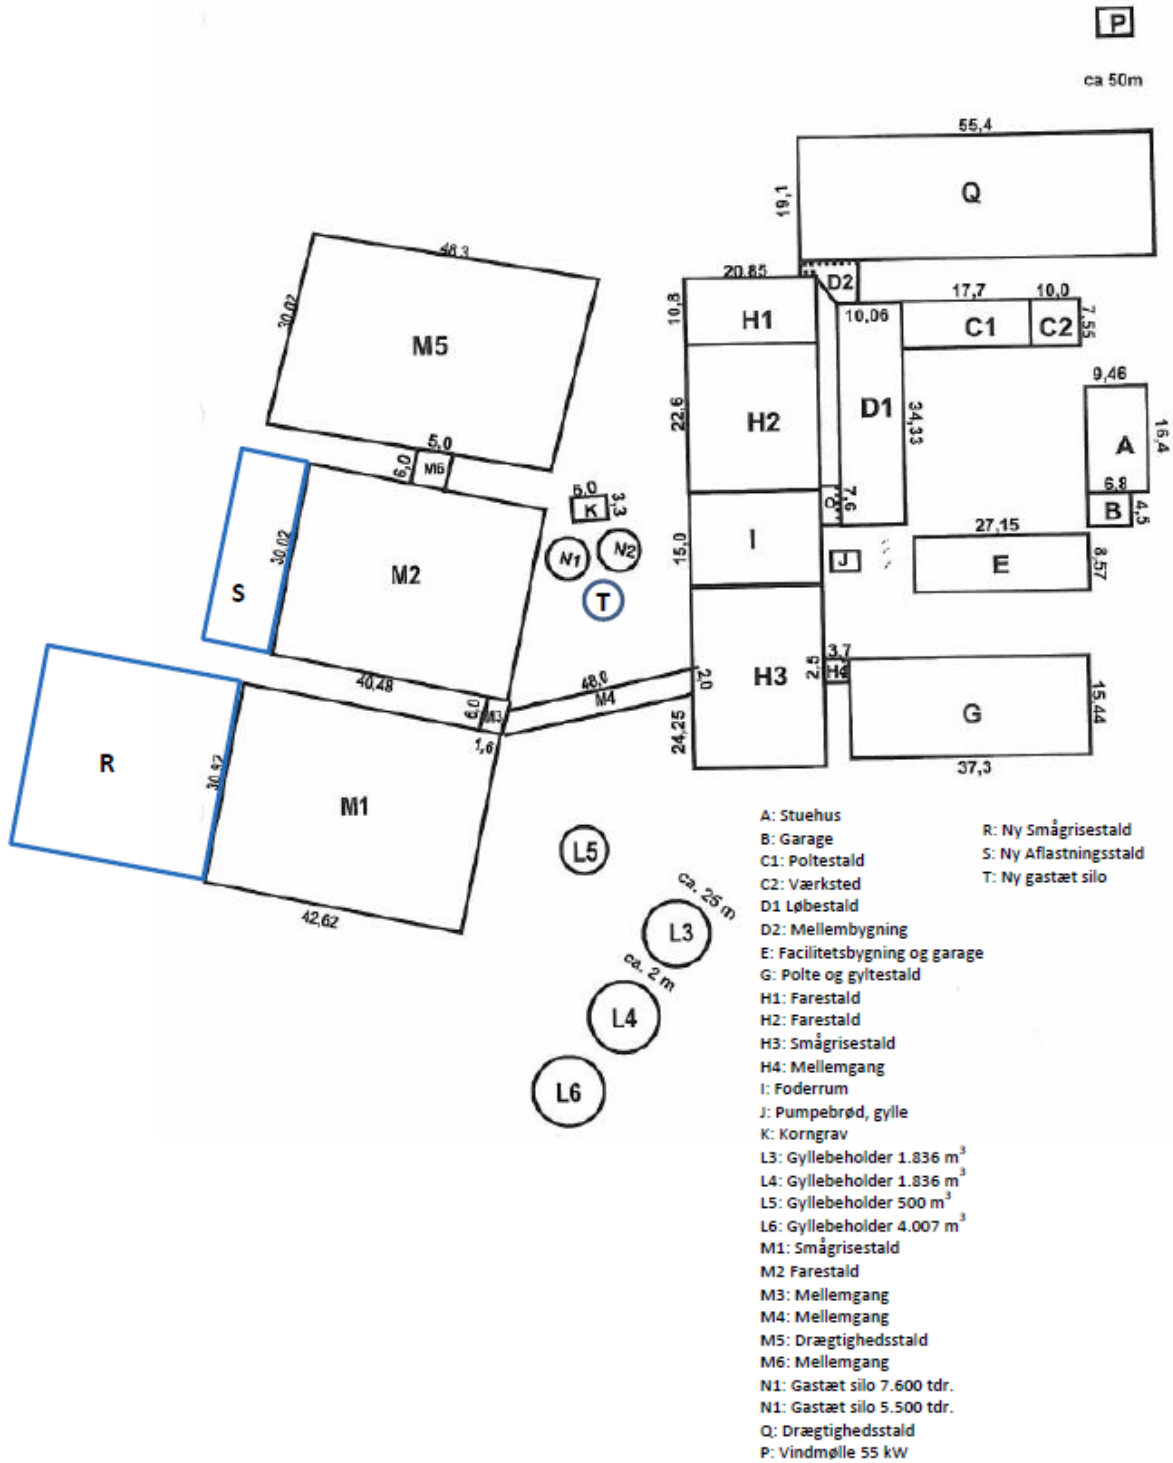 P
ca 50m
55,4
19,1
Q
48,3
30,02
M5
20,85
10,8
H1
D2
10,06
17,7
10,0
C1
C2
7,55
9,46
A
16,4
6,8
B
4,5
22,6
H2
D1
34,33
5,0
6,0
M6
6,0
3,3
K
N1
N2
T
7,6
15,0
I
J
27,15
E
8,57
30,02
M2
S
40,48
6,0
M3
1,6
48,0
M4
2,0
H3
24,25
2,5
3,7
H4
G
15,44
37,3
R
30,92
M1
42,62
L5
ca. 25 m
L3
ca. 2 m
L4
L6
A: Stuehus
B: Garage
C1: Poltestald
C2: Værksted
D1 Løbestald
D2: Mellembygning
E: Facilitetsbygning og garage
G: Polte og gyltestald
H1: Farestald
H2: Farestald
H3: Smågrisestald
H4: Mellemgang
I: Foderrum
J: Pumpebrød, gylle
K: Korngrav
L3: Gyllebeholder 1.836 m³
L4: Gyllebeholder 1.836 m³
L5: Gyllebeholder 500 m³
L6: Gyllebeholder 4.007 m³
M1: Smågrisestald
M2 Farestald
M3: Mellemgang
M4: Mellemgang
M5: Drægtighedsstald
M6: Mellemgang
N1: Gastæt silo 7.600 tdr.
N1: Gastæt silo 5.500 tdr.
Q: Drægtighedsstald
P: Vindmølle 55 kW
R: Ny Smågrisestald
S: Ny Aflastningsstald
T: Ny gastæt silo